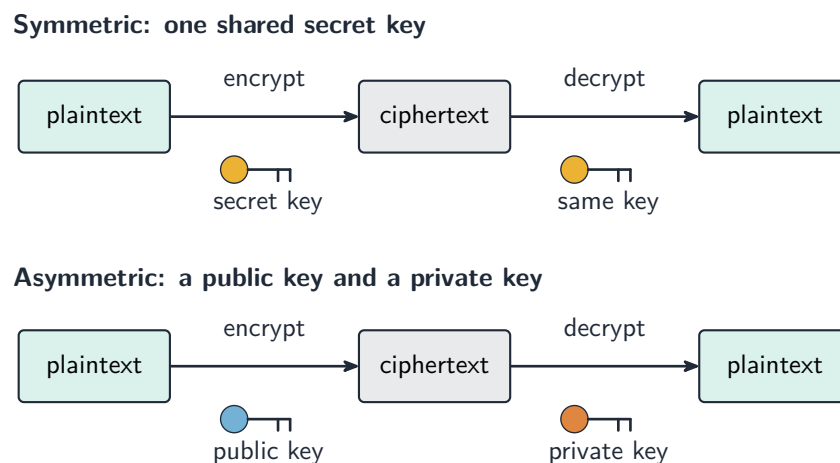 Symmetric: one shared secret key
encrypt decrypt
plaintext ciphertext plaintext
secret key same key
Asymmetric: a public key and a private key
encrypt decrypt
plaintext ciphertext plaintext
public key private key